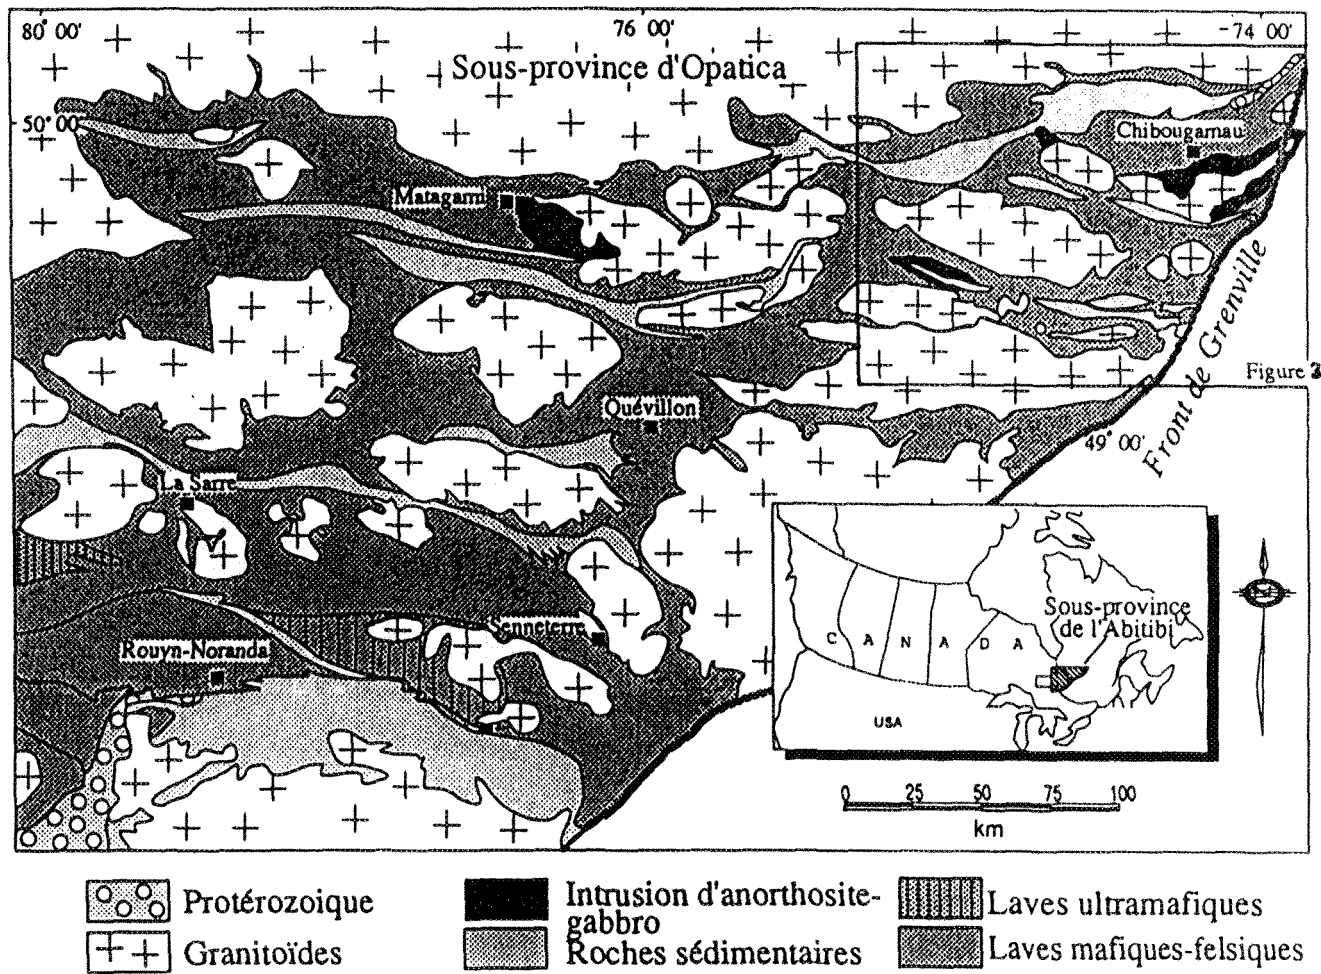 80° 00'
76 00'
74 00'
Sous-province d'Opatica
50° 00'
Chibougamau
Matagami
Front de Grenville
Figure
Quévillon
49° 00'
La Sarre
Senneterre
Rouyn-Noranda
Sous-province
de l'Abitibi
C A N A D A
USA
0 25 50 75 100
km
Protérozoique
Granitoïdes
Intrusion d'anorthosite-
gabbro
Roches sédimentaires
Laves ultramafiques
Laves mafiques-felsiques